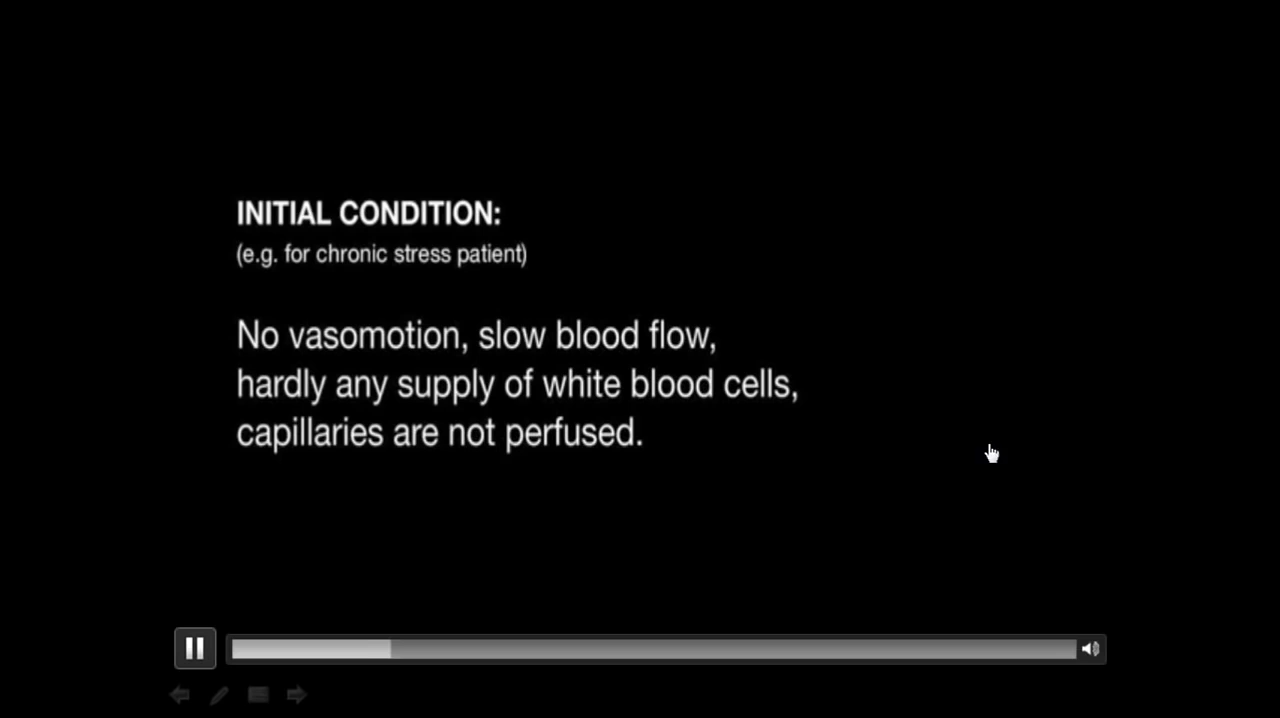 INITIAL CONDITION:
(e.g. for chronic stress patient)
No vasomotion, slow blood flow,
hardly any supply of white blood cells,
capillaries are not perfused.